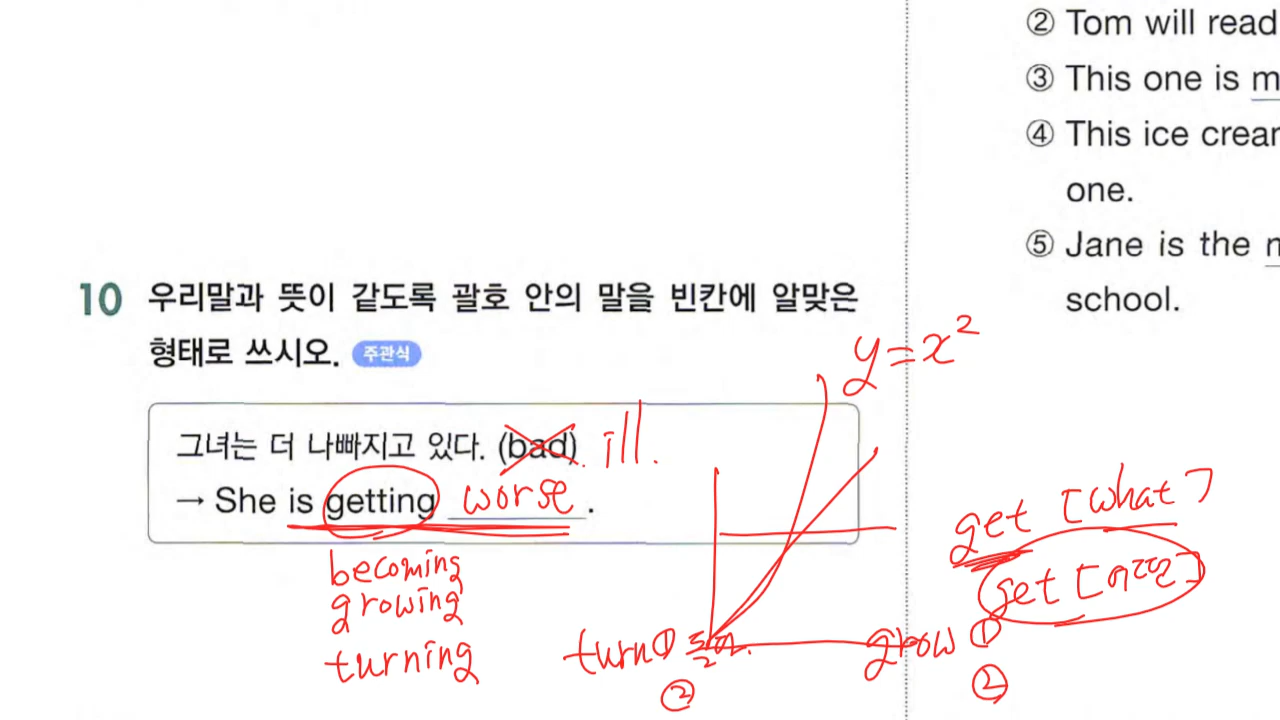 ② Tom will read
③ This one is m
④ This ice crear
one.
⑤ Jane is the n
school.
10 우리말과 뜻이 같도록 괄호 안의 말을 빈칸에 알맞은
형태로 쓰시오. 주관식
y=x²
그녀는 더 나빠지고 있다. (bad). ill.
→ She is getting worse.
becoming
growing
turning
get [what]
get [어떤]
turn ①
②
grow ①
②